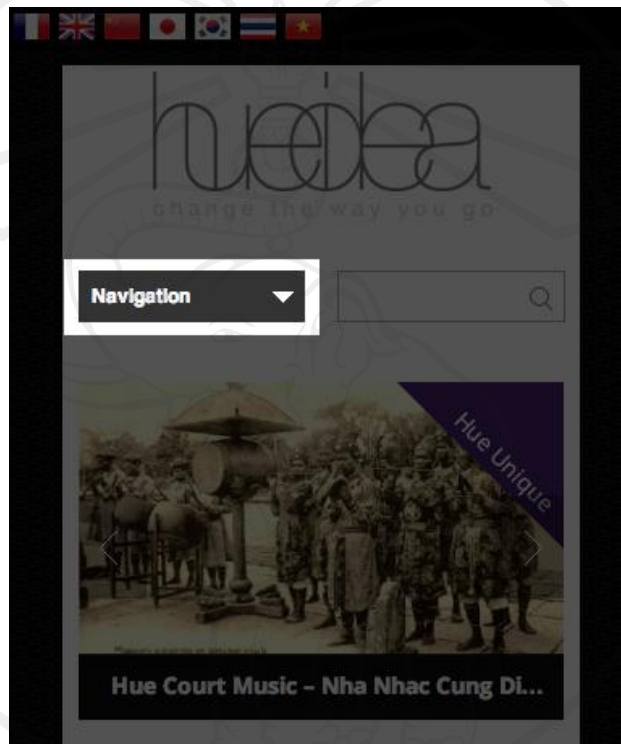 hueidea
change the way you go
Navigation
Hue Unique
Hue Court Music – Nha Nhac Cung Di...